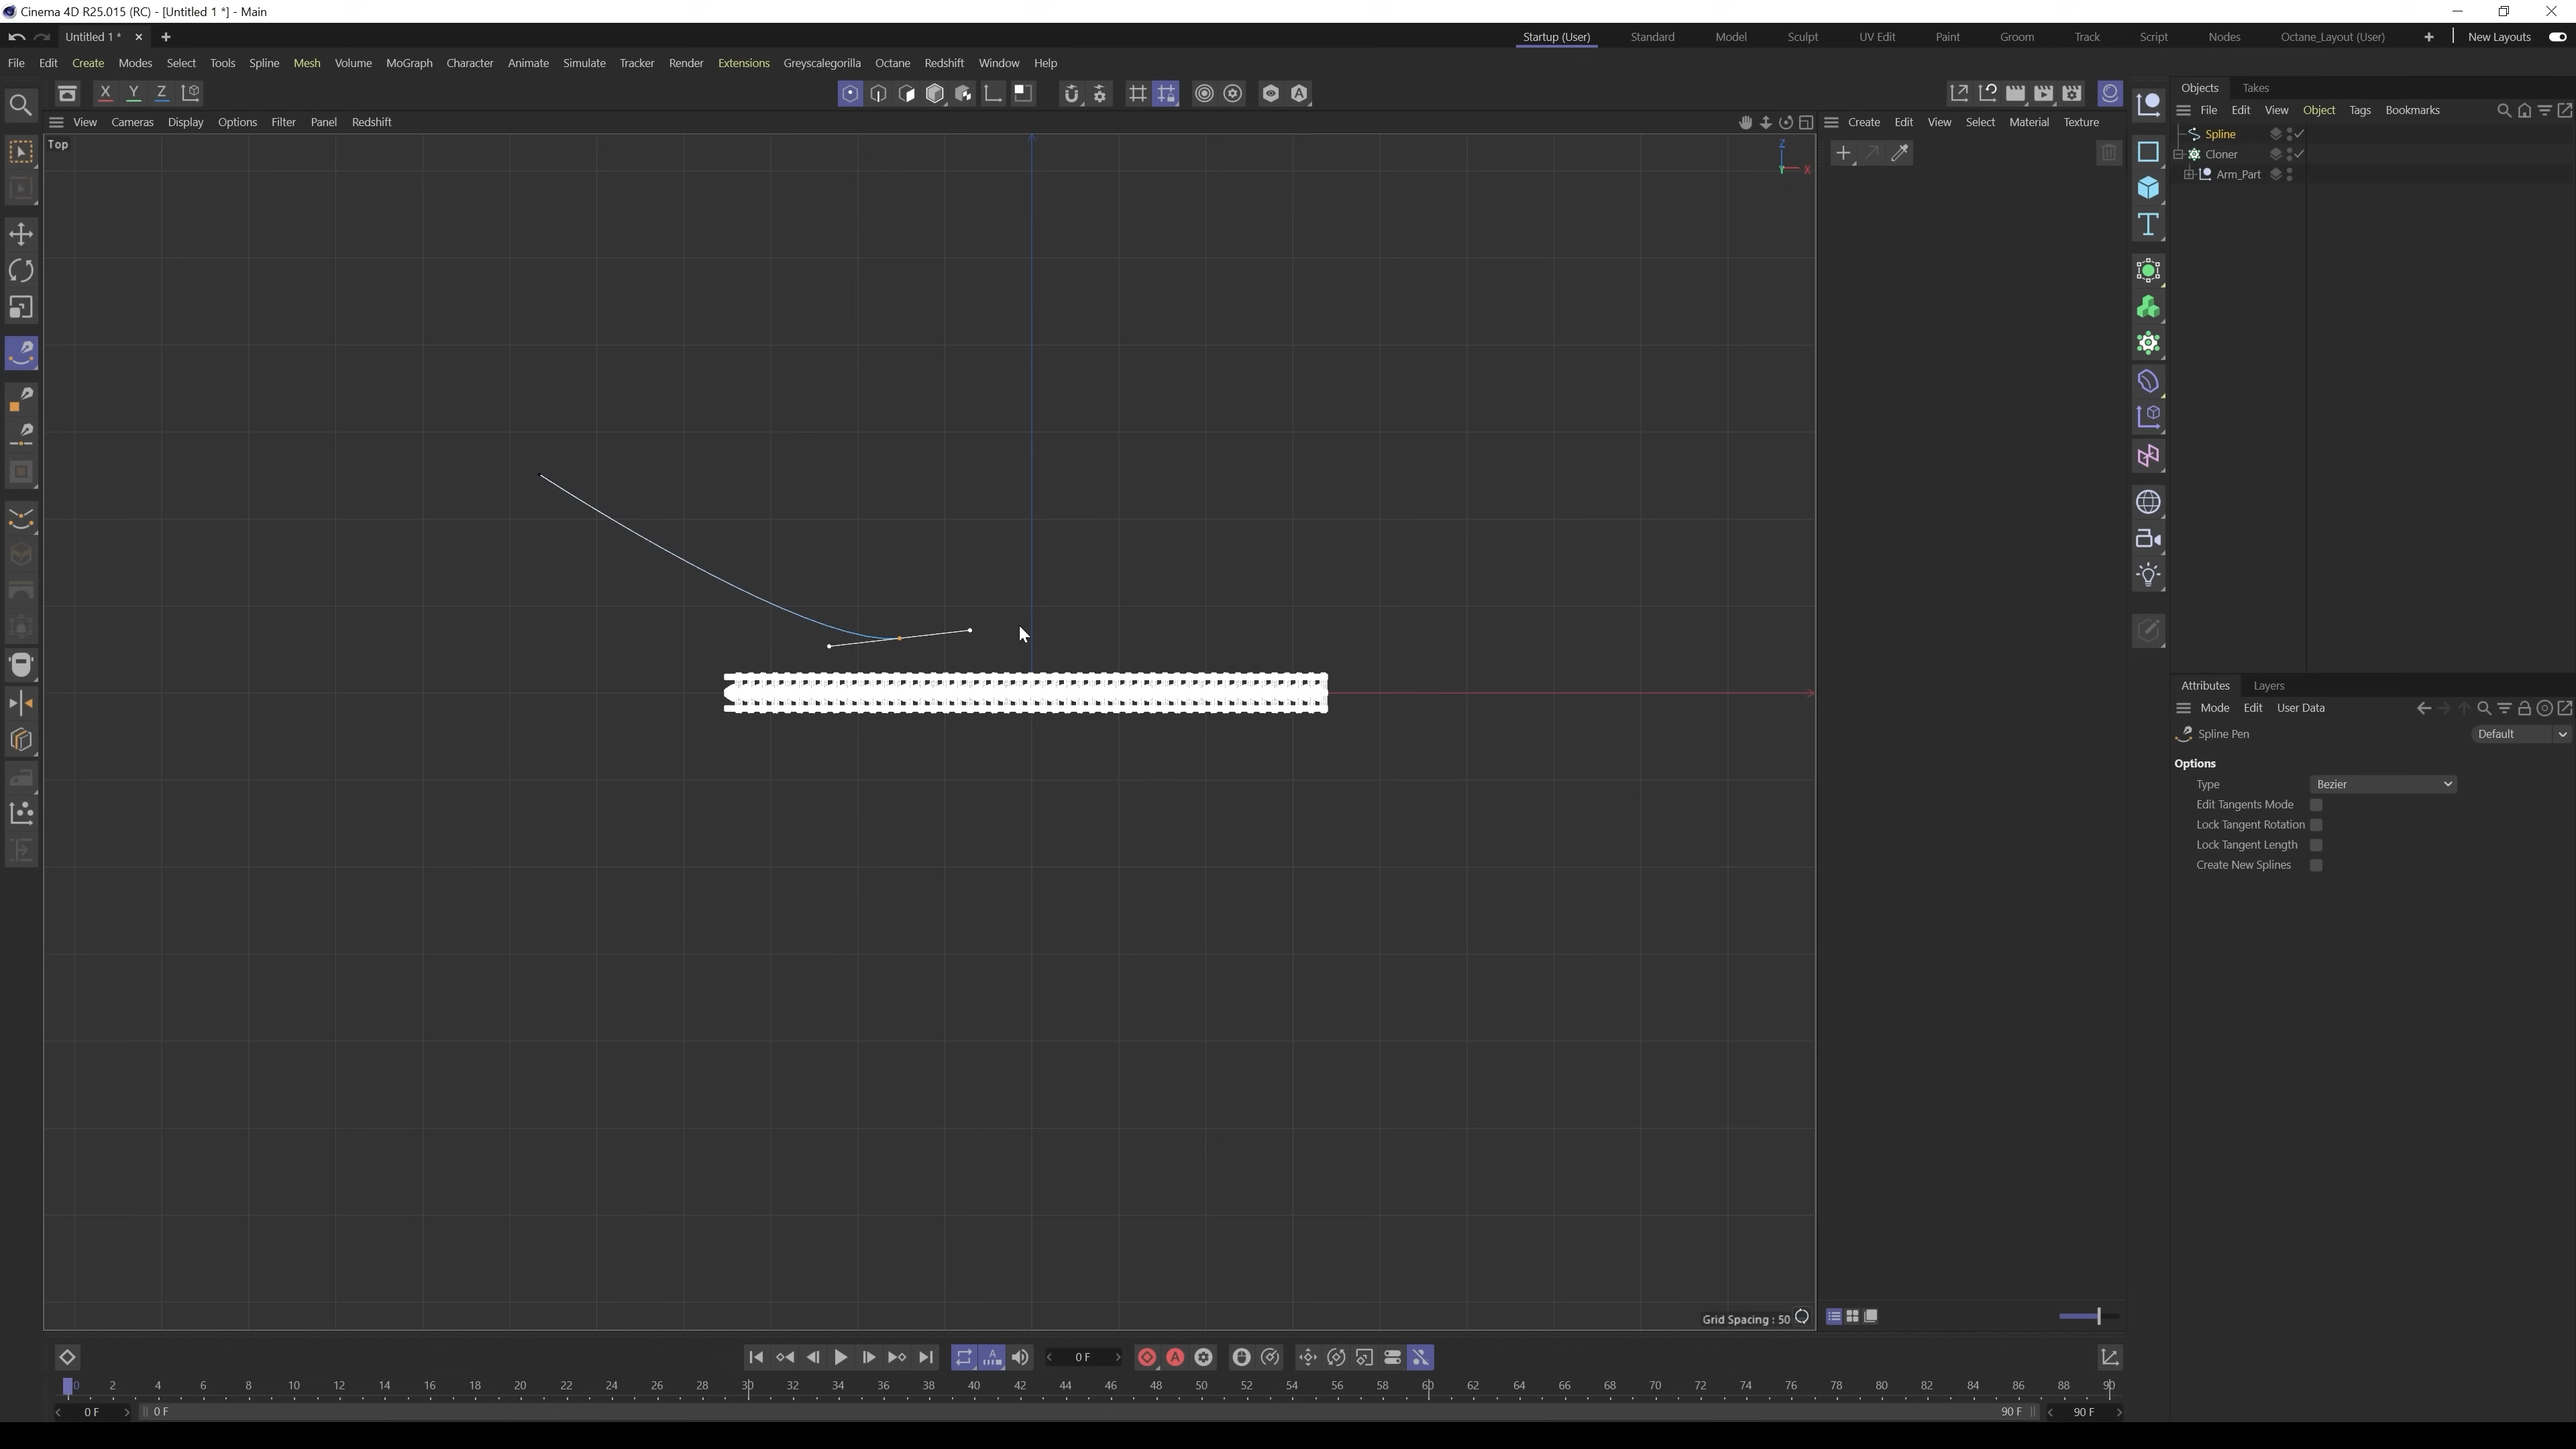 Cinema 4D R25.015 (RC) - [Untitled 1 *] - Main
Untitled 1 *
Startup (User) Standard Model Sculpt UV Edit Paint Groom Track Script Nodes Octane_Layout (User) New Layouts
File Edit Create Modes Select Tools Spline Mesh Volume MoGraph Character Animate Simulate Tracker Render Extensions Greyscalegorilla Octane Redshift Window Help
X Y Z
View Cameras Display Options Filter Panel Redshift
Top
Z
Y X
Create Edit View Select Material Texture
Objects Takes
File Edit View Object Tags Bookmarks
Spline
Cloner
Arm_Part
Attributes Layers
Mode Edit User Data
Spline Pen Default
Options
Type Bezier
Edit Tangents Mode
Lock Tangent Rotation
Lock Tangent Length
Create New Splines
Grid Spacing : 50
0 F
0 2 4 6 8 10 12 14 16 18 20 22 24 26 28 30 32 34 36 38 40 42 44 46 48 50 52 54 56 58 60 62 64 66 68 70 72 74 76 78 80 82 84 86 88 90
0 F 0 F 90 F 90 F